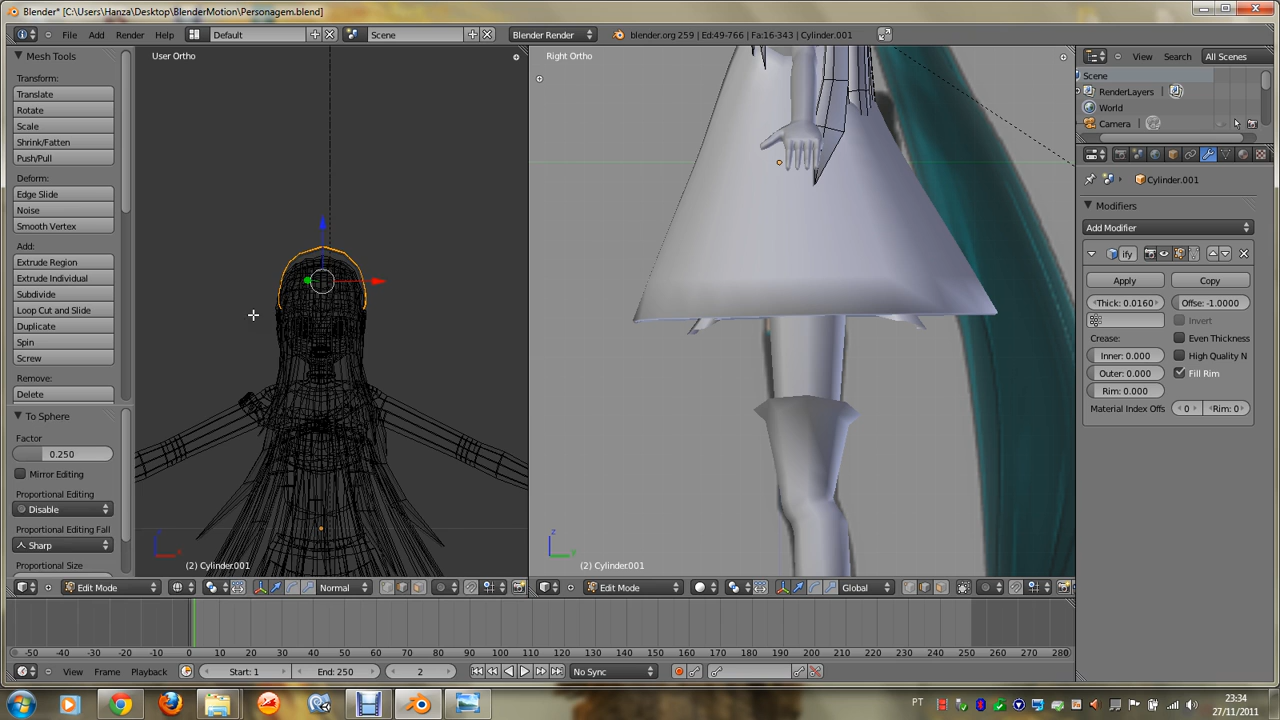 Blender* [C:\Users\Hanza\Desktop\BlenderMotion\Personagem.blend]
File Add Render Help Default Scene Blender Render blender.org 259 | Ed:49-766 | Fa:16-343 | Cylinder.001
Mesh Tools
Transform:
Translate
Rotate
Scale
Shrink/Fatten
Push/Pull
Deform:
Edge Slide
Noise
Smooth Vertex
Add:
Extrude Region
Extrude Individual
Subdivide
Loop Cut and Slide
Duplicate
Spin
Screw
Remove:
Delete
To Sphere
Factor
0.250
Mirror Editing
Proportional Editing
Disable
Proportional Editing Fall
Sharp
Proportional Size
User Ortho
(2) Cylinder.001
Edit Mode Normal
Right Ortho
(2) Cylinder.001
Edit Mode Global
View Search All Scenes
Scene
RenderLayers
World
Camera
Cylinder.001
Modifiers
Add Modifier
ify
Apply Copy
Thick: 0.0160 Offse: -1.0000
Invert
Crease: Even Thickness
Inner: 0.000 High Quality N
Outer: 0.000 Fill Rim
Rim: 0.000
Material Index Offs 0 Rim: 0
-50 -40 -30 -20 -10 0 10 20 30 40 50 60 70 80 90 100 110 120 130 140 150 160 170 180 190 200 210 220 230 240 250 260 270 280
View Frame Playback Start: 1 End: 250 2 No Sync
PT
23:34
27/11/2011